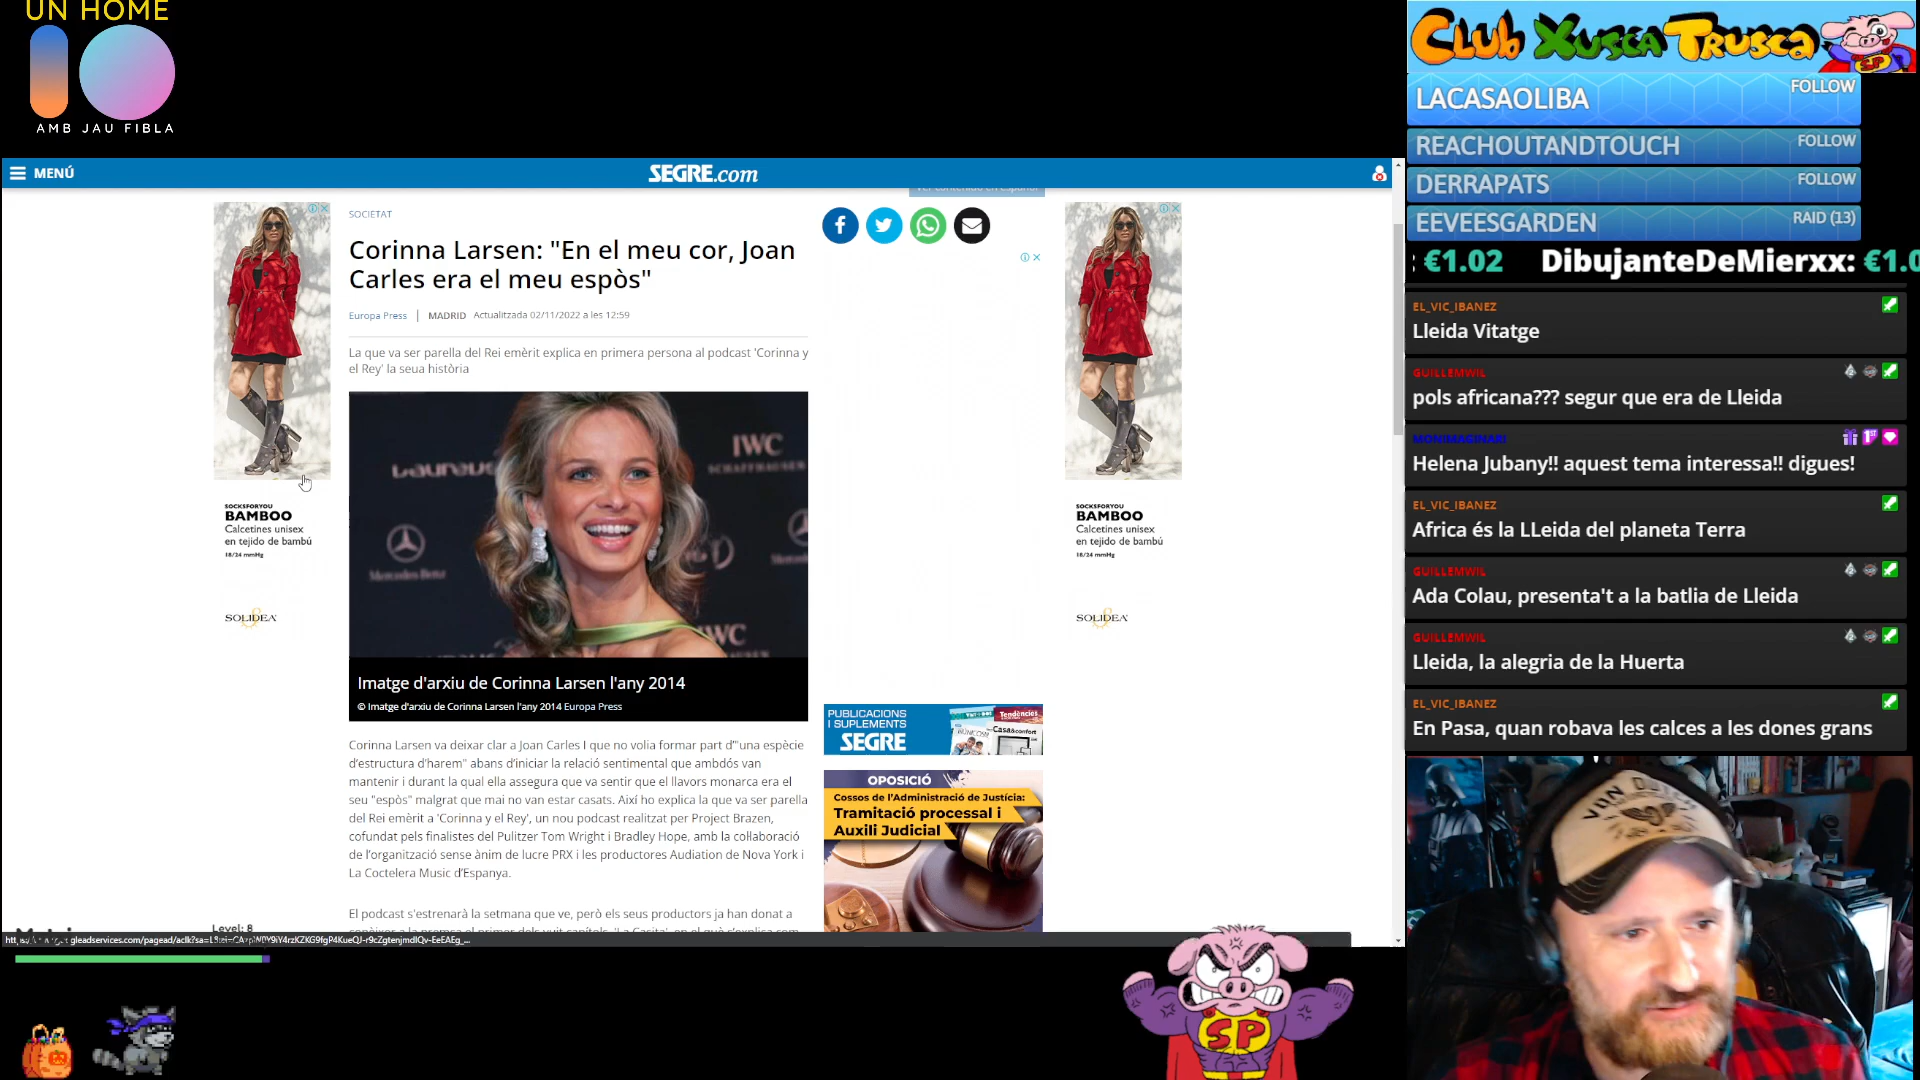 UN HOME
10
AMB JAU FIBLA
MENÚ
SEGRE.com
SOCIETAT
Corinna Larsen: "En el meu cor, Joan
Carles era el meu espòs"
Europa Press | MADRID Actualitzada 02/11/2022 a les 12:59
La que va ser parella del Rei emèrit explica en primera persona al podcast 'Corinna y
el Rey' la seua història
IWC
SCHAFFHAUSEN
Laureus
Mercedes-Benz
WC
Imatge d'arxiu de Corinna Larsen l'any 2014
© Imatge d'arxiu de Corinna Larsen l'any 2014 Europa Press
Corinna Larsen va deixar clar a Joan Carles I que no volia formar part d'"una espècie
d'estructura d'harem" abans d'iniciar la relació sentimental que ambdós van
mantenir i durant la qual ella assegura que va sentir que el llavors monarca era el
seu "espòs" malgrat que mai no van estar casats. Així ho explica la que va ser parella
del Rei emèrit a 'Corinna y el Rey', un nou podcast realitzat per Project Brazen,
cofundat pels finalistes del Pulitzer Tom Wright i Bradley Hope, amb la col·laboració
de l'organització sense ànim de lucre PRX i les productores Audiation de Nova York i
La Coctelera Music d'Espanya.
El podcast s'estrenarà la setmana que ve, però els seus productors ja han donat a
SOCKSFORYOU
BAMBOO
Calcetines unisex
en tejido de bambú
18/24 mmHg
SOLIDEA
SOCKSFORYOU
BAMBOO
Calcetines unisex
en tejido de bambú
18/24 mmHg
SOLIDEA
PUBLICACIONS
I SUPLEMENTS
SEGRE
Tendències
Casa&confort
OPOSICIÓ
Cossos de l'Administració de Justícia:
Tramitació processal i
Auxili Judicial
Level: 8
SP
Club Xusca Trusca
SP
LACASAOLIBA FOLLOW
REACHOUTANDTOUCH FOLLOW
DERRAPATS FOLLOW
EEVEESGARDEN RAID (13)
: €1.02 DibujanteDeMierxx: €1.0
EL_VIC_IBANEZ
Lleida Vitatge
GUILLEMWIL
pols africana??? segur que era de Lleida
MONIMAGINARI
Helena Jubany!! aquest tema interessa!! digues!
EL_VIC_IBANEZ
Africa és la LLeida del planeta Terra
GUILLEMWIL
Ada Colau, presenta't a la batlia de Lleida
GUILLEMWIL
Lleida, la alegria de la Huerta
EL_VIC_IBANEZ
En Pasa, quan robava les calces a les dones grans
VON DUTCH